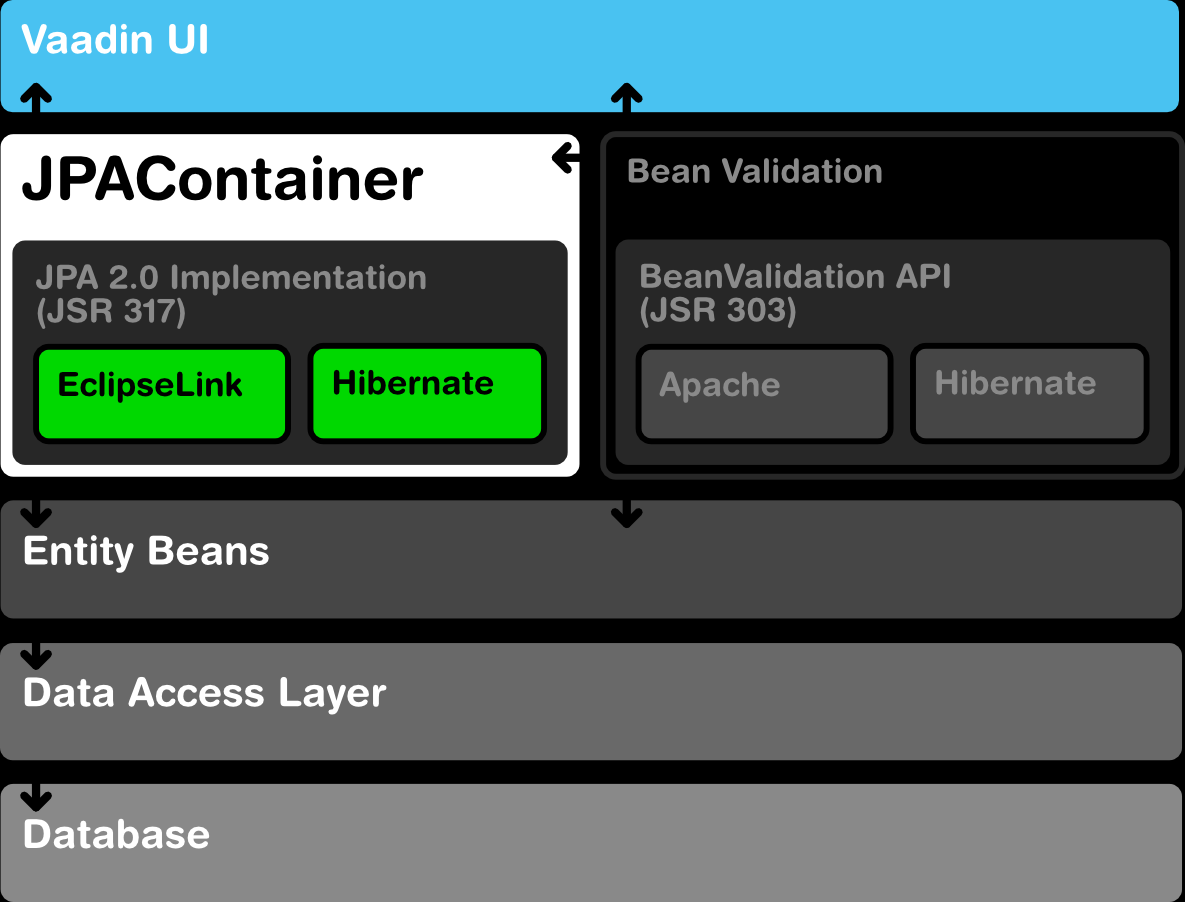 Vaadin UI
JPAContainer
JPA 2.0 Implementation
(JSR 317)
EclipseLink
Hibernate
Bean Validation
BeanValidation API
(JSR 303)
Apache
Hibernate
Entity Beans
Data Access Layer
Database